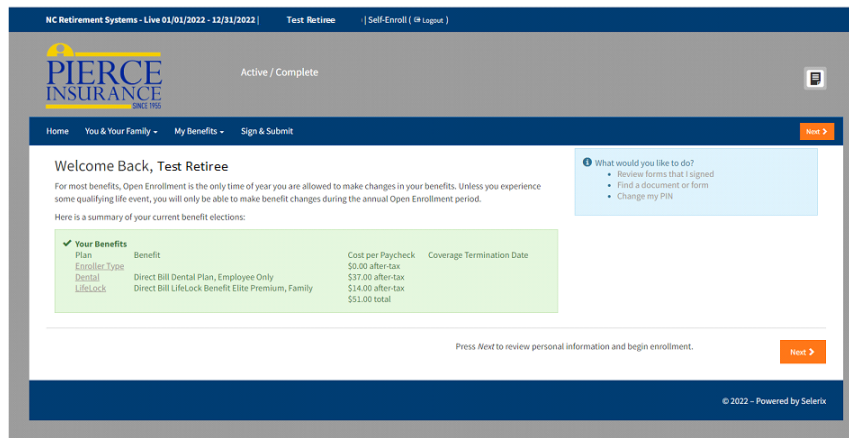 NC Retirement Systems - Live 01/01/2022 - 12/31/2022 | Test Retiree | Self-Enroll ( Logout )
PIERCE
INSURANCE
SINCE 1955
Active / Complete
Home You & Your Family My Benefits Sign & Submit Next
Welcome Back, Test Retiree
For most benefits, Open Enrollment is the only time of year you are allowed to make changes in your benefits. Unless you experience
some qualifying life event, you will only be able to make benefit changes during the annual Open Enrollment period.
Here is a summary of your current benefit elections:
What would you like to do?
• Review forms that I signed
• Find a document or form
• Change my PIN
Your Benefits
Plan Benefit Cost per Paycheck Coverage Termination Date
Enroller Type $0.00 after-tax
Dental Direct Bill Dental Plan, Employee Only $37.00 after-tax
LifeLock Direct Bill LifeLock Benefit Elite Premium, Family $14.00 after-tax
$51.00 total
Press Next to review personal information and begin enrollment.
Next
© 2022 – Powered by Selerix